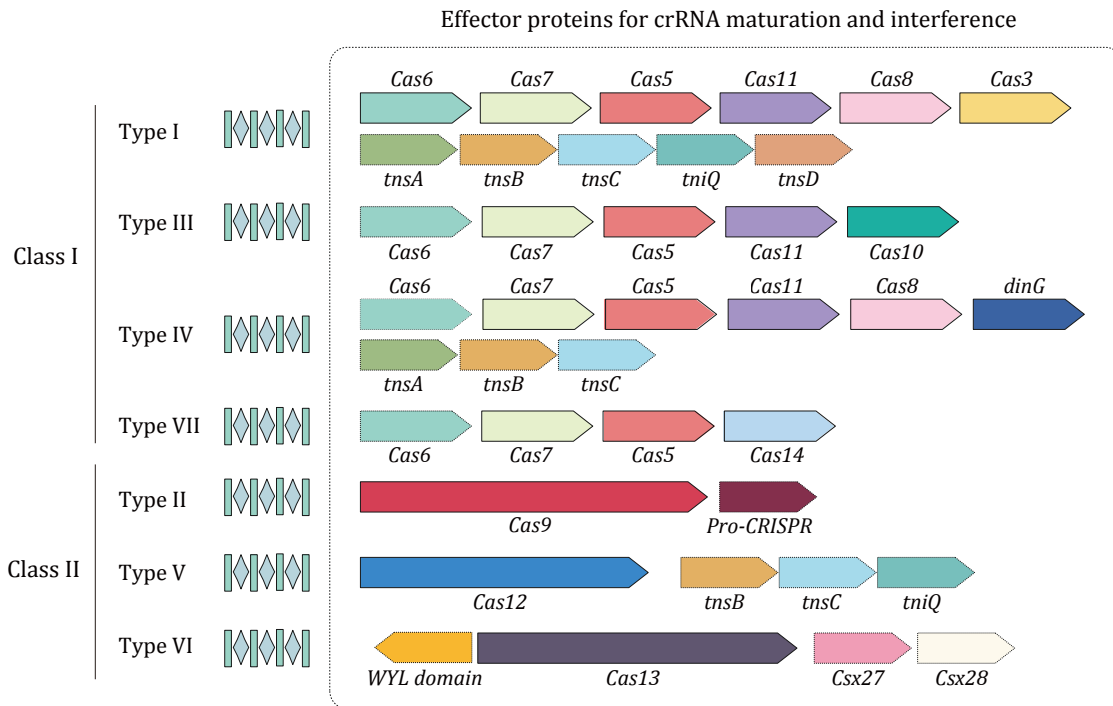 Effector proteins for crRNA maturation and interference
Cas6 Cas7 Cas5 Cas11 Cas8 Cas3
Type I
tnsA tnsB tnsC tniQ tnsD
Type III
Cas6 Cas7 Cas5 Cas11 Cas10
Class I
Cas6 Cas7 Cas5 Cas11 Cas8 dinG
Type IV
tnsA tnsB tnsC
Type VII
Cas6 Cas7 Cas5 Cas14
Type II
Cas9 Pro-CRISPR
Class II
Type V
Cas12 tnsB tnsC tniQ
Type VI
WYL domain Cas13 Csx27 Csx28